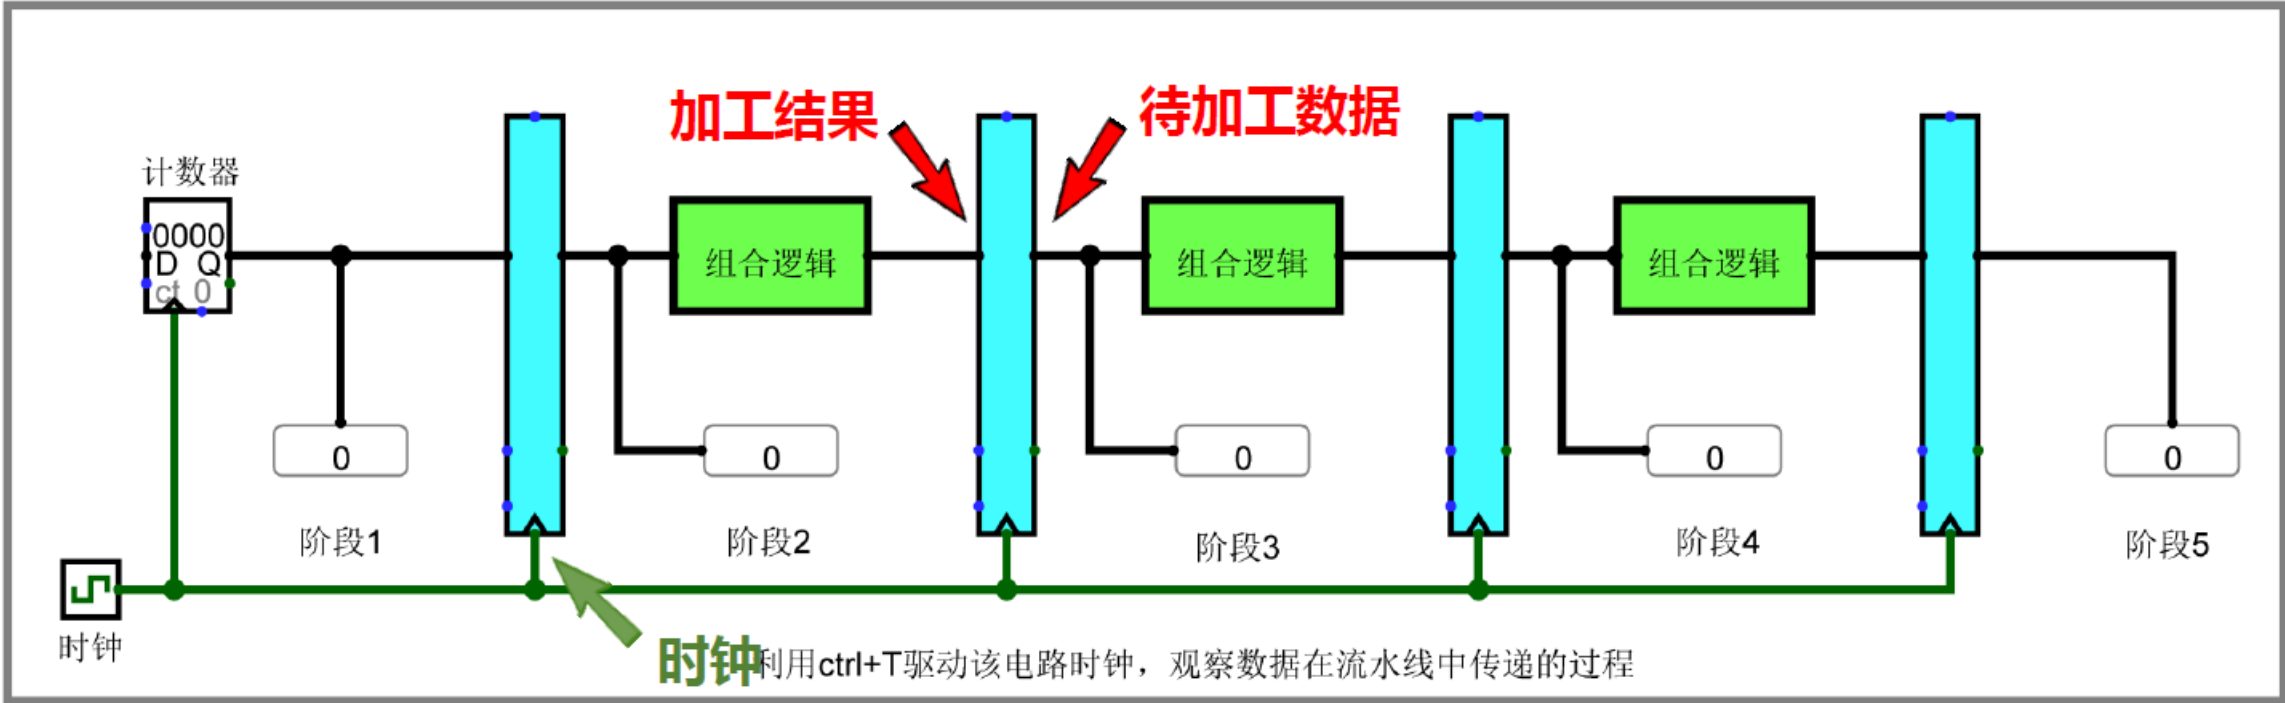 加工结果
待加工数据
计数器
0000
D Q
ct 0
组合逻辑
组合逻辑
组合逻辑
0
0
0
0
0
阶段1
阶段2
阶段3
阶段4
阶段5
时钟
时钟
利用ctrl+T驱动该电路时钟，观察数据在流水线中传递的过程